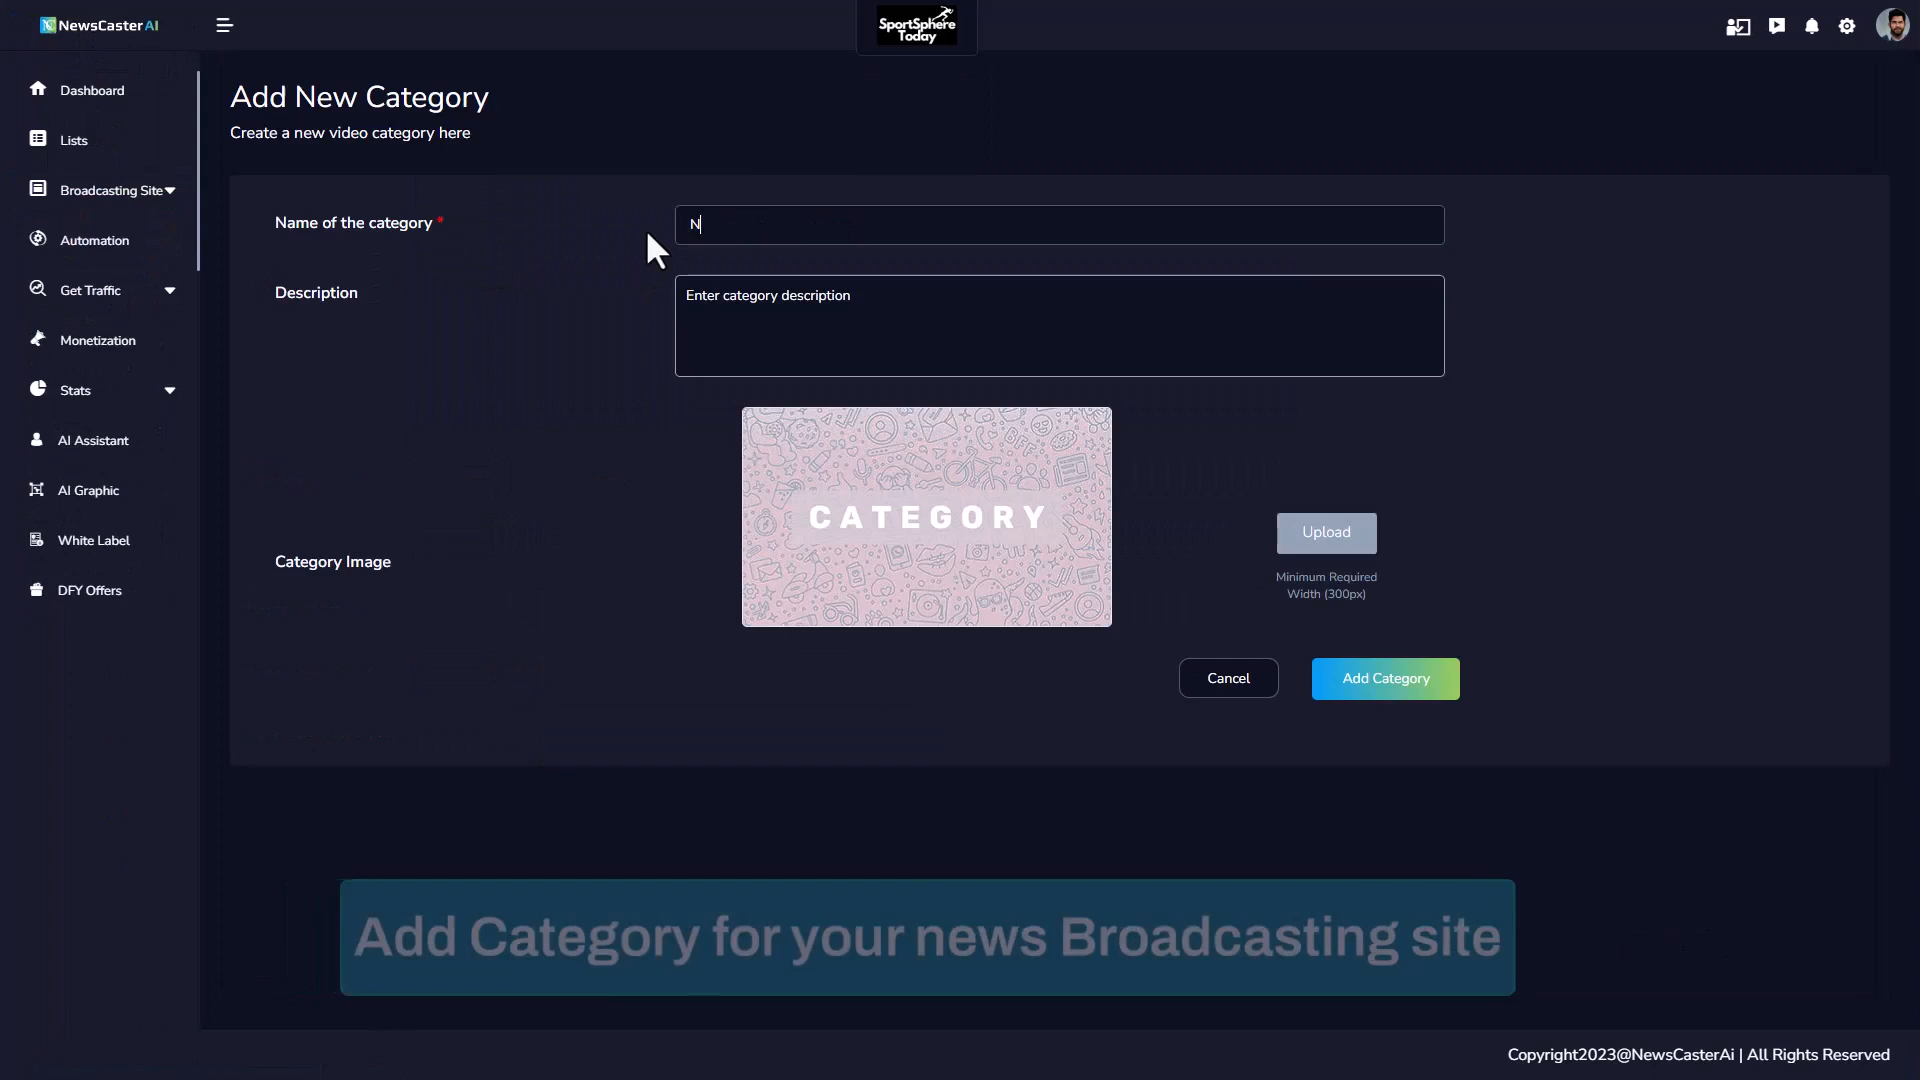 NewsCaster AI
SportSphere
Today
Dashboard
Lists
Broadcasting Site
Automation
Get Traffic
Monetization
Stats
AI Assistant
AI Graphic
White Label
DFY Offers
Add New Category
Create a new video category here
Name of the category *
N
Description
Enter category description
Category Image
CATEGORY
BFF
Upload
Minimum Required
Width (300px)
Cancel
Add Category
Add Category for your news Broadcasting site
Copyright2023@NewsCasterAi | All Rights Reserved